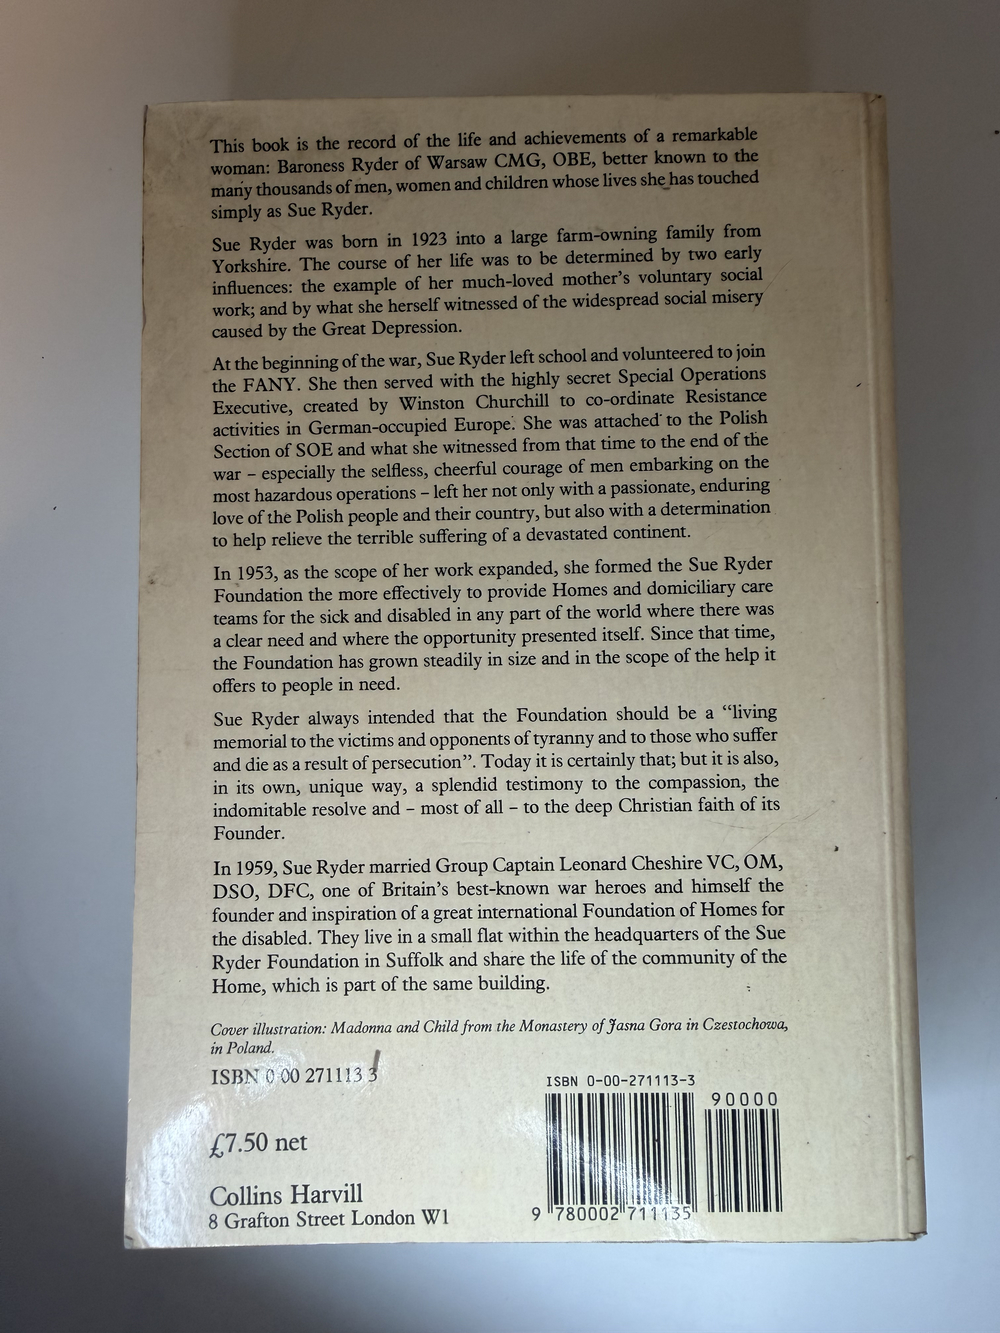 This book is the record of the life and achievements of a remarkable
woman: Baroness Ryder of Warsaw CMG, OBE, better known to the
many thousands of men, women and children whose lives she has touched
simply as Sue Ryder.
Sue Ryder was born in 1923 into a large farm-owning family from
Yorkshire. The course of her life was to be determined by two early
influences: the example of her much-loved mother's voluntary social
work; and by what she herself witnessed of the widespread social misery
caused by the Great Depression.
At the beginning of the war, Sue Ryder left school and volunteered to join
the FANY. She then served with the highly secret Special Operations
Executive, created by Winston Churchill to co-ordinate Resistance
activities in German-occupied Europe. She was attached to the Polish
Section of SOE and what she witnessed from that time to the end of the
war – especially the selfless, cheerful courage of men embarking on the
most hazardous operations – left her not only with a passionate, enduring
love of the Polish people and their country, but also with a determination
to help relieve the terrible suffering of a devastated continent.
In 1953, as the scope of her work expanded, she formed the Sue Ryder
Foundation the more effectively to provide Homes and domiciliary care
teams for the sick and disabled in any part of the world where there was
a clear need and where the opportunity presented itself. Since that time,
the Foundation has grown steadily in size and in the scope of the help it
offers to people in need.
Sue Ryder always intended that the Foundation should be a "living
memorial to the victims and opponents of tyranny and to those who suffer
and die as a result of persecution". Today it is certainly that; but it is also,
in its own, unique way, a splendid testimony to the compassion, the
indomitable resolve and – most of all – to the deep Christian faith of its
Founder.
In 1959, Sue Ryder married Group Captain Leonard Cheshire VC, OM,
DSO, DFC, one of Britain's best-known war heroes and himself the
founder and inspiration of a great international Foundation of Homes for
the disabled. They live in a small flat within the headquarters of the Sue
Ryder Foundation in Suffolk and share the life of the community of the
Home, which is part of the same building.
Cover illustration: Madonna and Child from the Monastery of Jasna Gora in Czestochowa,
in Poland.
ISBN 0 00 271113 3
ISBN 0-00-271113-3
90000
9 780002 711135
£7.50 net
Collins Harvill
8 Grafton Street London W1